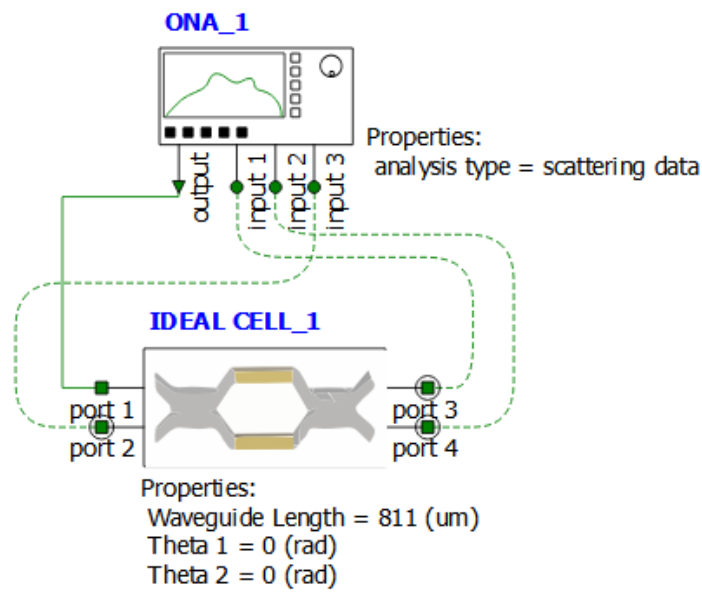 ONA_1
output
input 1
input 2
input 3
Properties:
analysis type = scattering data
IDEAL CELL_1
port 1
port 2
port 3
port 4
Properties:
Waveguide Length = 811 (um)
Theta 1 = 0 (rad)
Theta 2 = 0 (rad)